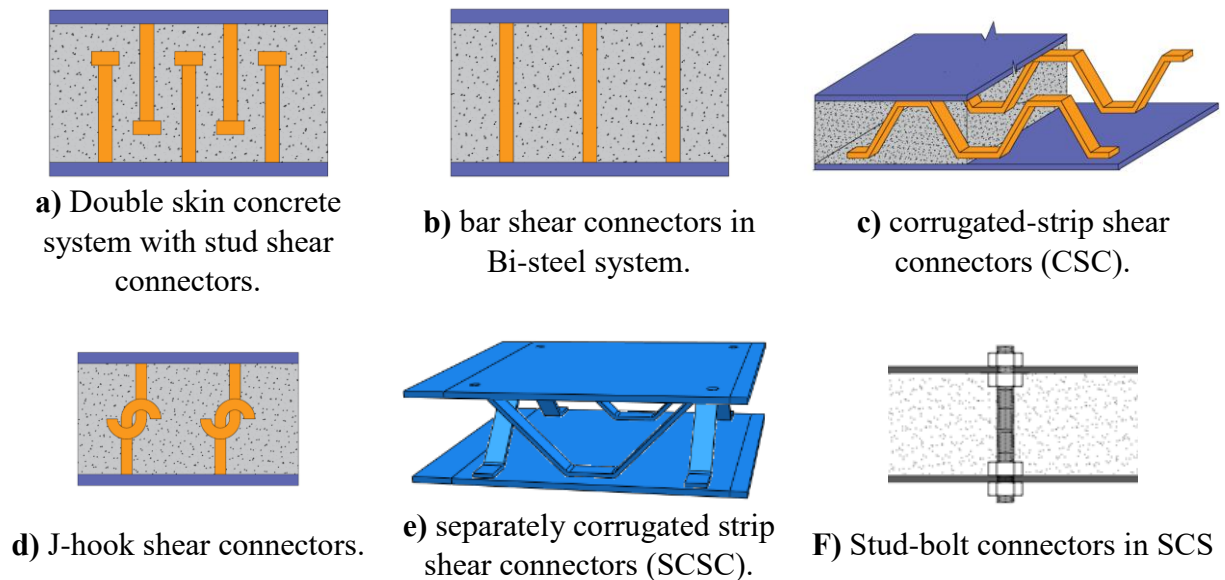 a) Double skin concrete
system with stud shear
connectors.
b) bar shear connectors in
Bi-steel system.
c) corrugated-strip shear
connectors (CSC).
d) J-hook shear connectors.
e) separately corrugated strip
shear connectors (SCSC).
F) Stud-bolt connectors in SCS